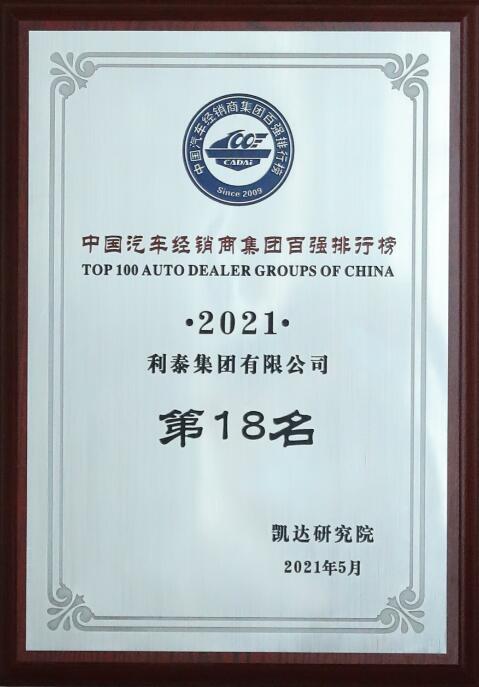 中国汽车经销商集团百强排行榜
100
CADAI
Since 2009
中国汽车经销商集团百强排行榜
TOP 100 AUTO DEALER GROUPS OF CHINA
·2021·
利泰集团有限公司
第18名
凯达研究院
2021年5月